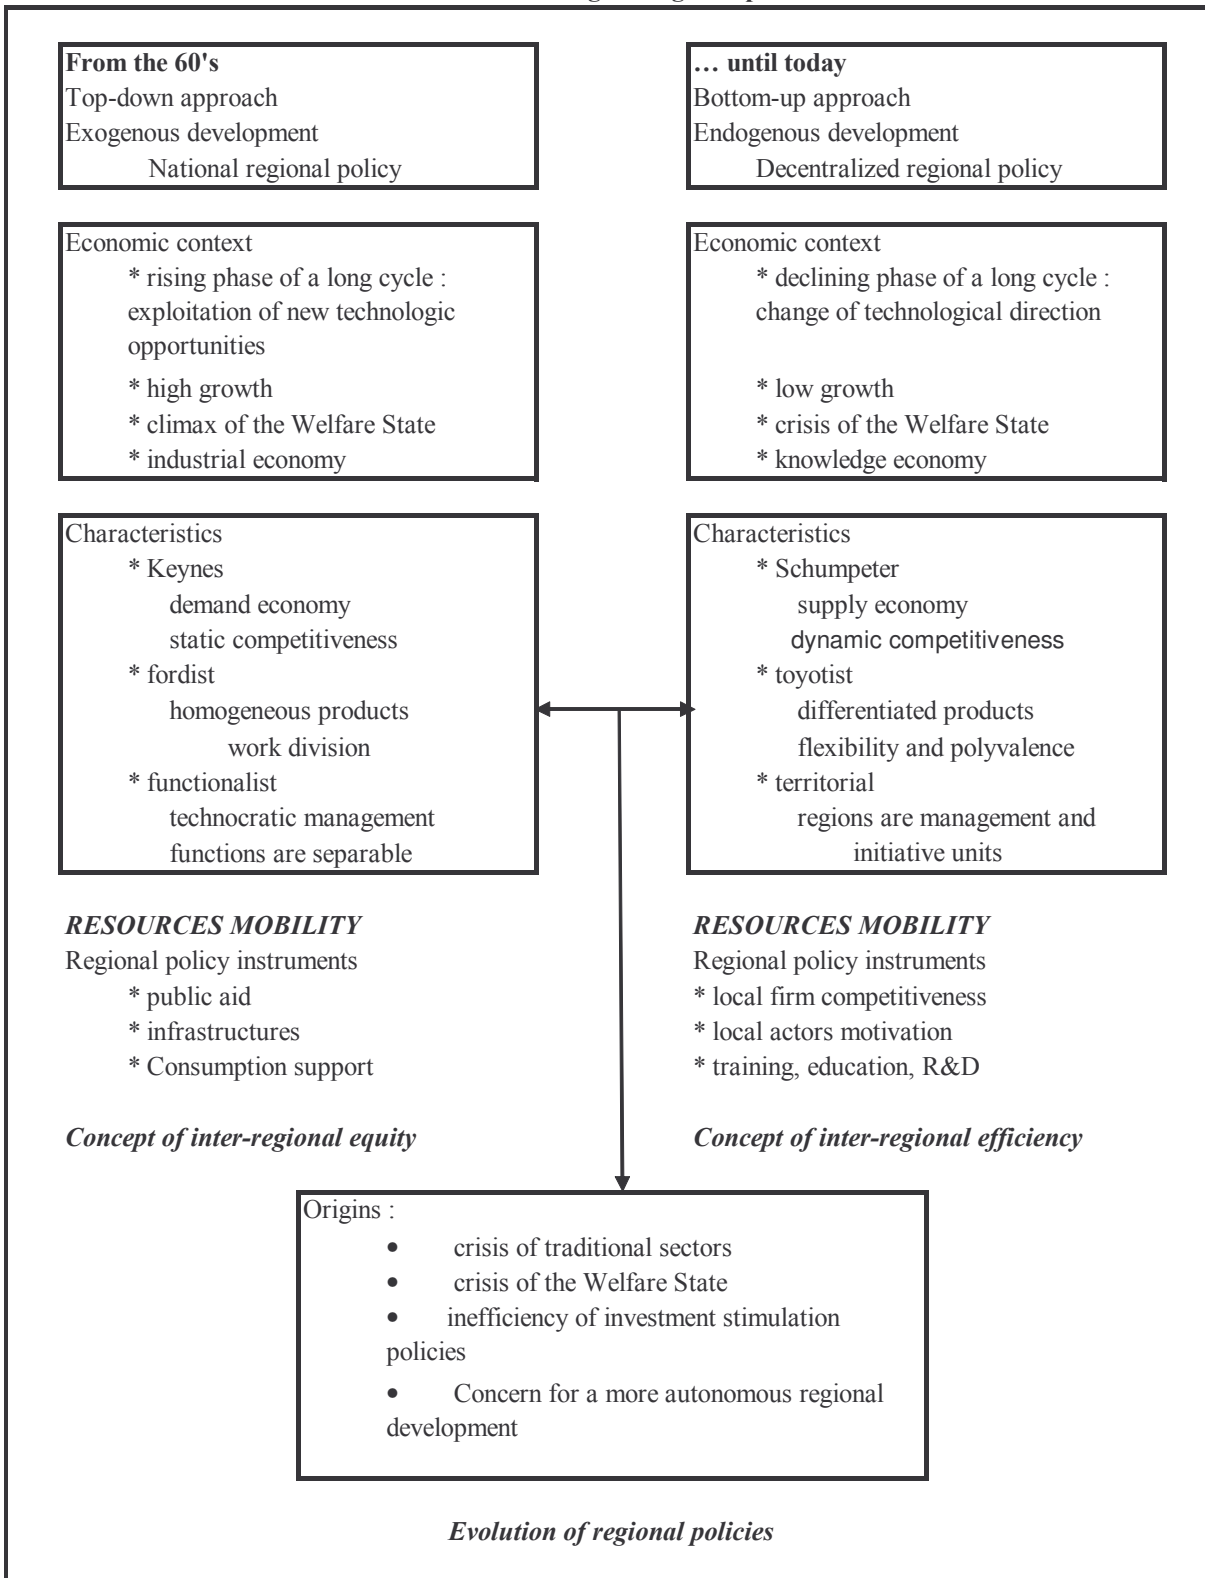 From the 60's
Top-down approach
Exogenous development
National regional policy
… until today
Bottom-up approach
Endogenous development
Decentralized regional policy
Economic context
* rising phase of a long cycle :
exploitation of new technologic
opportunities
* high growth
* climax of the Welfare State
* industrial economy
Economic context
* declining phase of a long cycle :
change of technological direction
* low growth
* crisis of the Welfare State
* knowledge economy
Characteristics
* Keynes
demand economy
static competitiveness
* fordist
homogeneous products
work division
* functionalist
technocratic management
functions are separable
Characteristics
* Schumpeter
supply economy
dynamic competitiveness
* toyotist
differentiated products
flexibility and polyvalence
* territorial
regions are management and
initiative units
RESOURCES MOBILITY
Regional policy instruments
* public aid
* infrastructures
* Consumption support
Concept of inter-regional equity
RESOURCES MOBILITY
Regional policy instruments
* local firm competitiveness
* local actors motivation
* training, education, R&D
Concept of inter-regional efficiency
Origins :
• crisis of traditional sectors
• crisis of the Welfare State
• inefficiency of investment stimulation
policies
• Concern for a more autonomous regional
development
Evolution of regional policies